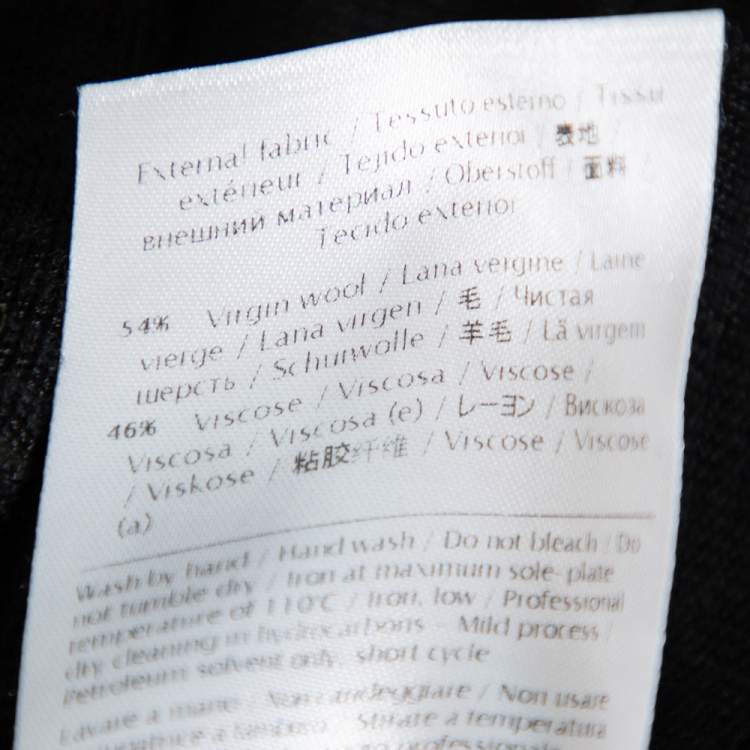 External fabric / Tessuto esterno / Tissu
extérieur / Tejido exterior / 表地 /
внешний материал / Oberstoff / 面料 /
Tecido exterior
54% Virgin wool / Lana vergine / Laine
vierge / Lana virgen / 毛 / Чистая
шерсть / Schurwolle / 羊毛 / Lã virgem
46% Viscose / Viscosa / Viscose /
Viscosa / Viscosa (e) / レーヨン / Вискоза
/ Viskose / 粘胶纤维 / Viscose / Viscose
(a)
Wash by hand / Hand wash / Do not bleach / Do
not tumble dry / Iron at maximum sole-plate
temperature of 110°C / Iron, low / Professional
dry cleaning in hydrocarbons - Mild process /
Petroleum solvent only, short cycle
Lavare a mano / Non candeggiare / Non usare
a tamburo Stirare a temperatura